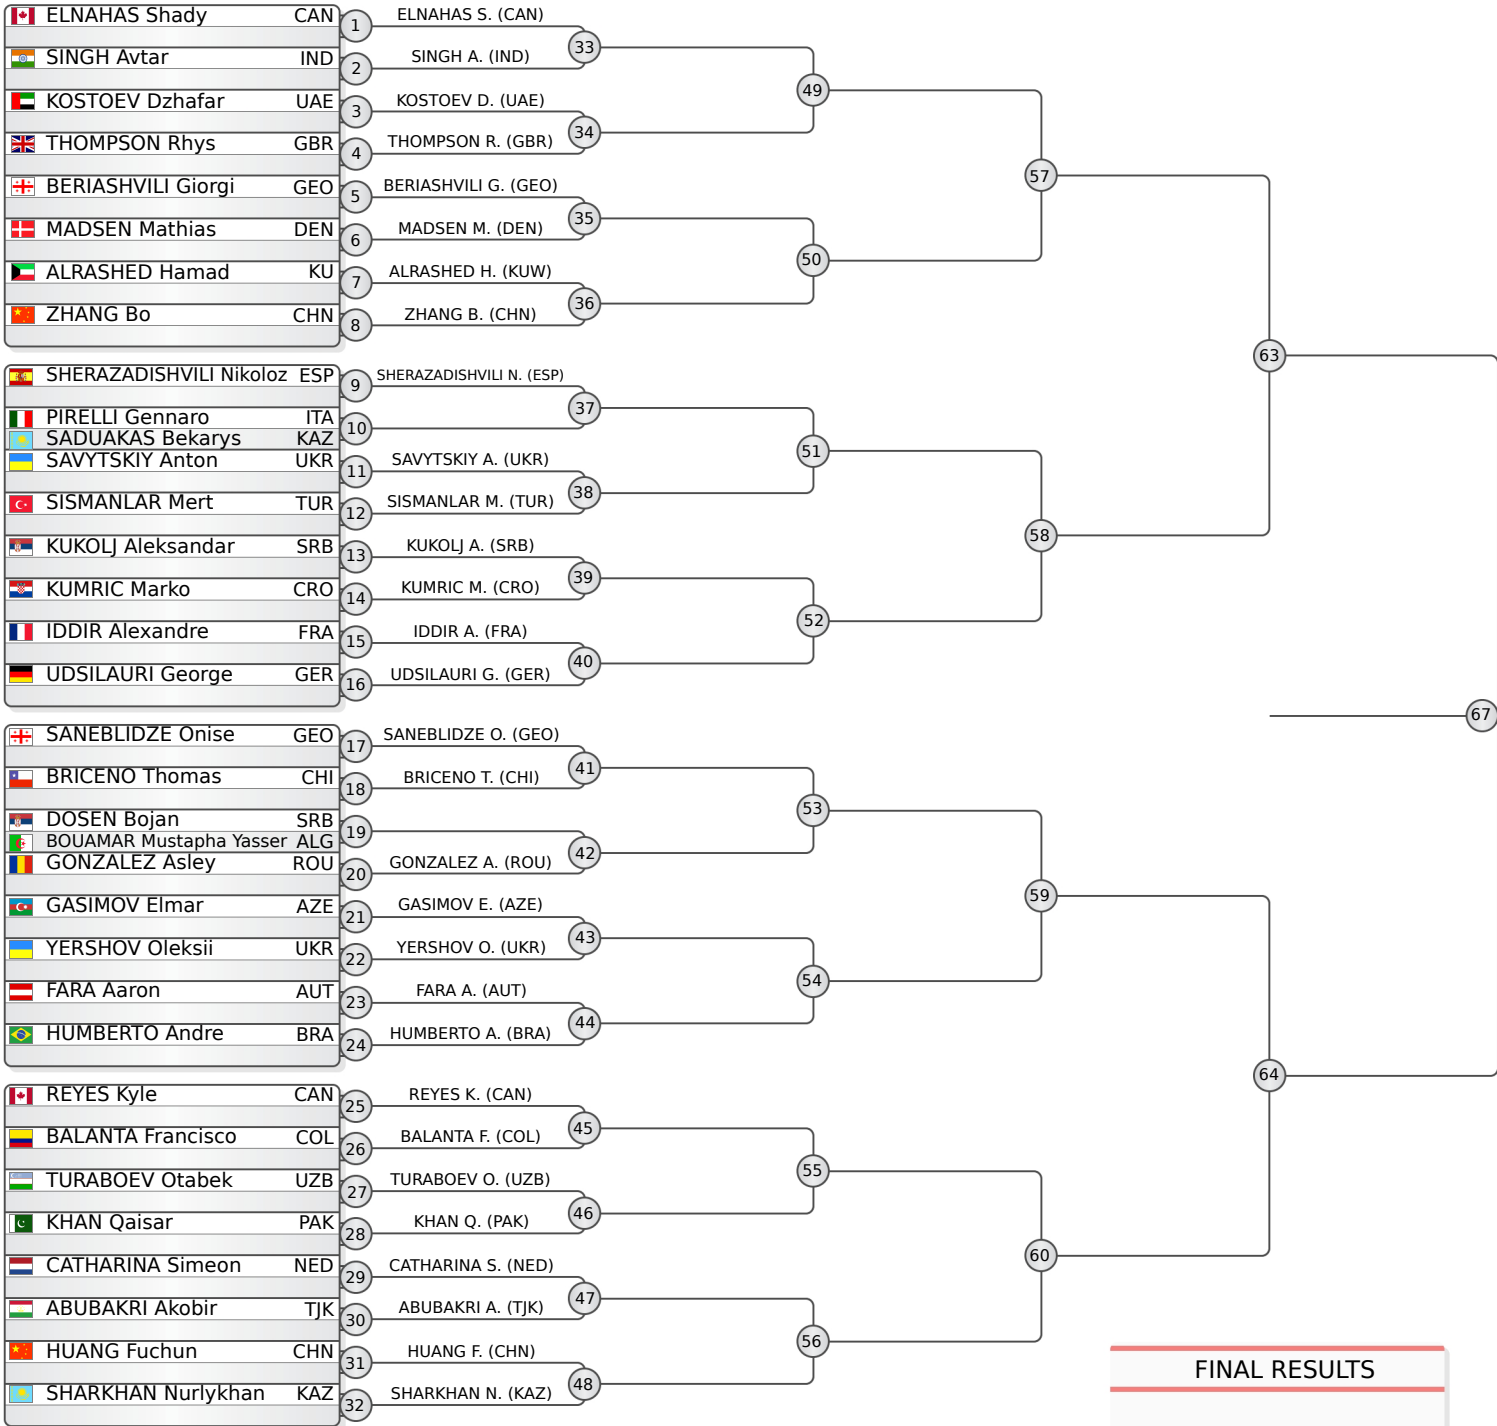 ELNAHAS Shady CAN
1
ELNAHAS S. (CAN)
33
SINGH Avtar IND
2
SINGH A. (IND)
49
KOSTOEV Dzhafar UAE
3
KOSTOEV D. (UAE)
34
THOMPSON Rhys GBR
4
THOMPSON R. (GBR)
57
BERIASHVILI Giorgi GEO
5
BERIASHVILI G. (GEO)
35
MADSEN Mathias DEN
6
MADSEN M. (DEN)
50
ALRASHED Hamad KU
7
ALRASHED H. (KUW)
36
ZHANG Bo CHN
8
ZHANG B. (CHN)
63
SHERAZADISHVILI Nikoloz ESP
9
SHERAZADISHVILI N. (ESP)
37
PIRELLI Gennaro ITA
10
SADUAKAS Bekarys KAZ
51
SAVYTSKIY Anton UKR
11
SAVYTSKIY A. (UKR)
38
SISMANLAR Mert TUR
12
SISMANLAR M. (TUR)
58
KUKOLJ Aleksandar SRB
13
KUKOLJ A. (SRB)
39
KUMRIC Marko CRO
14
KUMRIC M. (CRO)
52
IDDIR Alexandre FRA
15
IDDIR A. (FRA)
40
UDSILAURI George GER
16
UDSILAURI G. (GER)
67
SANEBLIDZE Onise GEO
17
SANEBLIDZE O. (GEO)
41
BRICENO Thomas CHI
18
BRICENO T. (CHI)
53
DOSEN Bojan SRB
19
BOUAMAR Mustapha Yasser ALG
42
GONZALEZ Asley ROU
20
GONZALEZ A. (ROU)
59
GASIMOV Elmar AZE
21
GASIMOV E. (AZE)
43
YERSHOV Oleksii UKR
22
YERSHOV O. (UKR)
54
FARA Aaron AUT
23
FARA A. (AUT)
44
HUMBERTO Andre BRA
24
HUMBERTO A. (BRA)
64
REYES Kyle CAN
25
REYES K. (CAN)
45
BALANTA Francisco COL
26
BALANTA F. (COL)
55
TURABOEV Otabek UZB
27
TURABOEV O. (UZB)
46
KHAN Qaisar PAK
28
KHAN Q. (PAK)
60
CATHARINA Simeon NED
29
CATHARINA S. (NED)
47
ABUBAKRI Akobir TJK
30
ABUBAKRI A. (TJK)
56
HUANG Fuchun CHN
31
HUANG F. (CHN)
48
SHARKHAN Nurlykhan KAZ
32
SHARKHAN N. (KAZ)
FINAL RESULTS